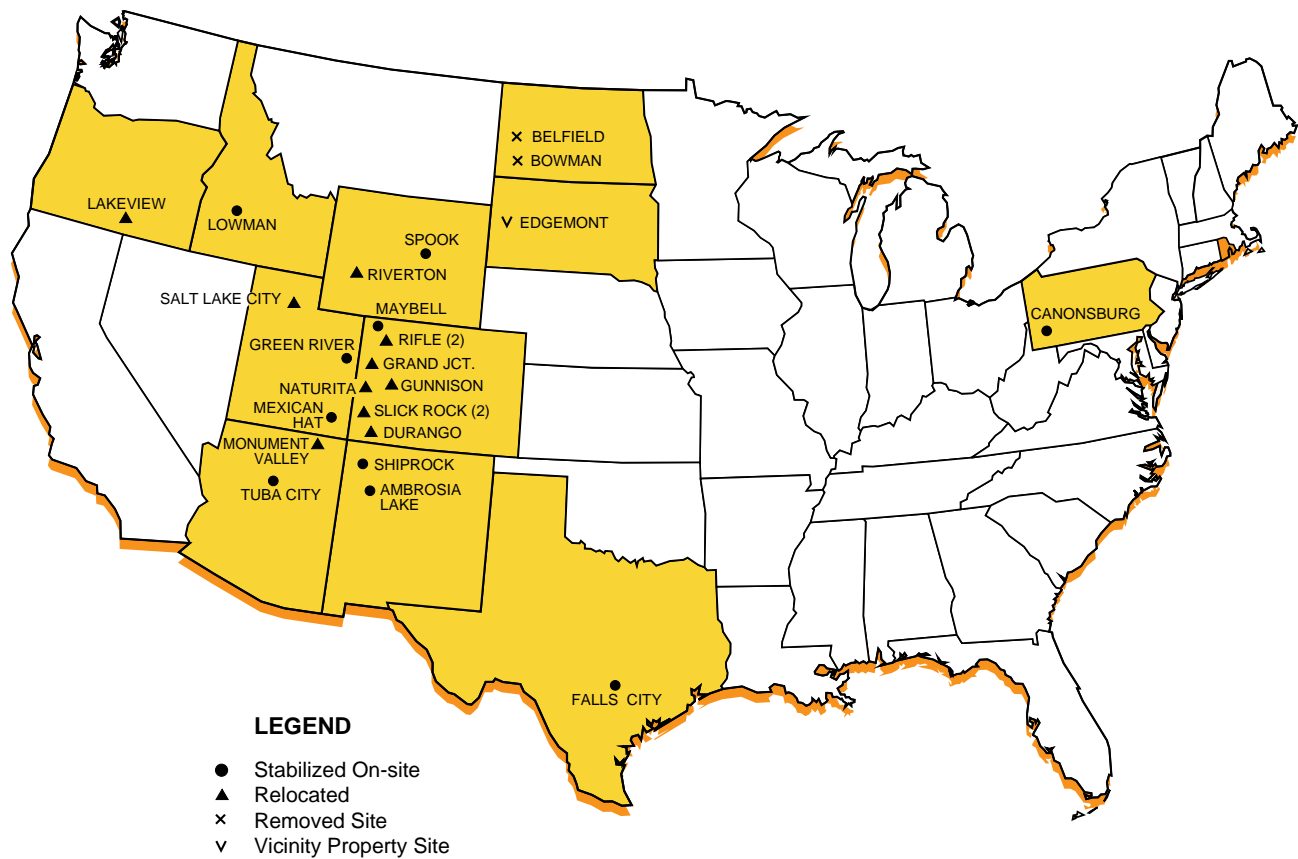 BELFIELD
BOWMAN
LAKEVIEW
LOWMAN
EDGEMONT
SPOOK
RIVERTON
SALT LAKE CITY
MAYBELL
CANONSBURG
GREEN RIVER
RIFLE (2)
GRAND JCT.
NATURITA
GUNNISON
MEXICAN
HAT
SLICK ROCK (2)
DURANGO
MONUMENT
VALLEY
SHIPROCK
TUBA CITY
AMBROSIA
LAKE
FALLS CITY
LEGEND
Stabilized On-site
Relocated
Removed Site
Vicinity Property Site